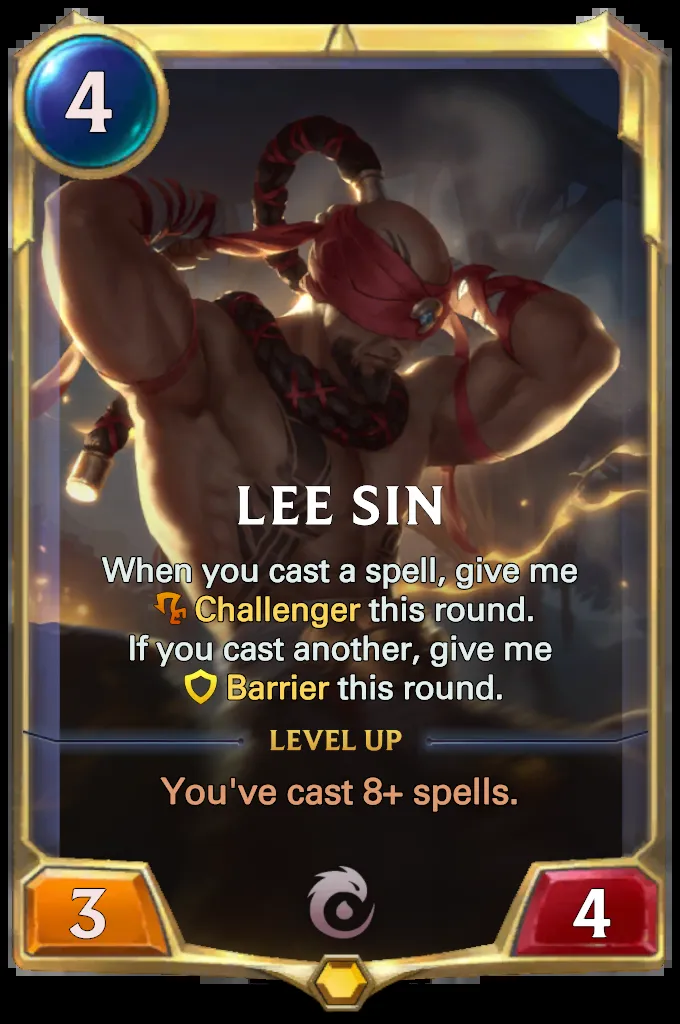 4
LEE SIN
When you cast a spell, give me
Challenger this round.
If you cast another, give me
Barrier this round.
LEVEL UP
You've cast 8+ spells.
3
4